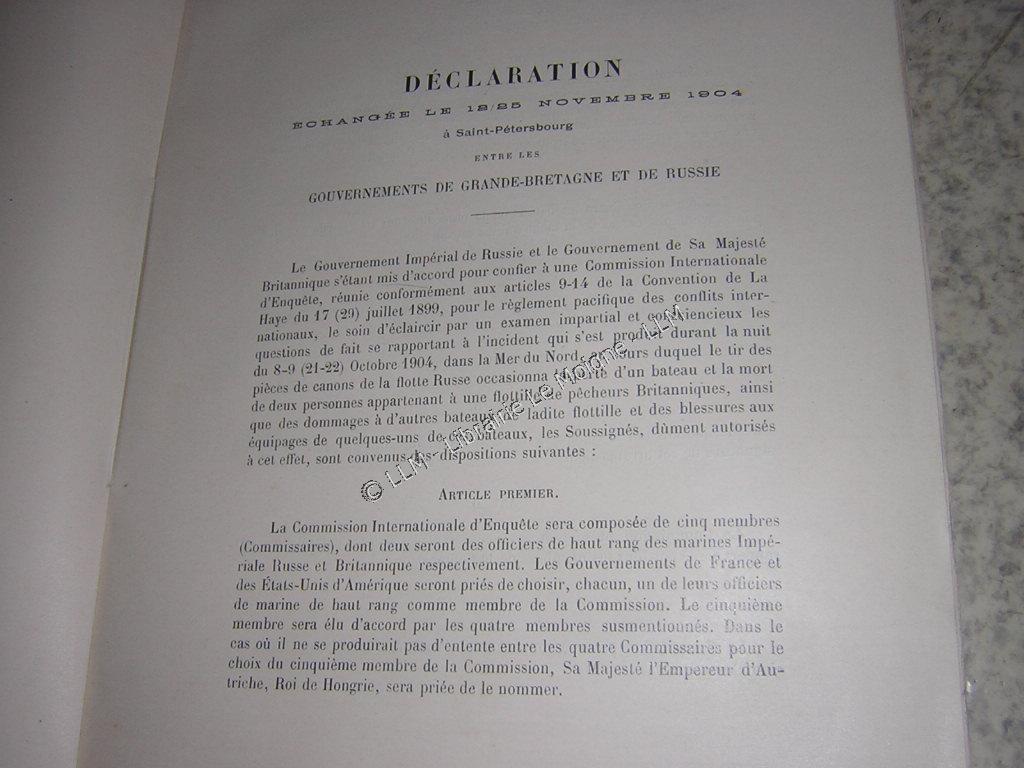 DÉCLARATION
ÉCHANGÉE LE 12/25 NOVEMBRE 1904
à Saint-Pétersbourg
ENTRE LES
GOUVERNEMENTS DE GRANDE-BRETAGNE ET DE RUSSIE
Le Gouvernement Impérial de Russie et le Gouvernement de Sa Majesté
Britannique s'étant mis d'accord pour confier à une Commission Internationale
d'Enquête, réunie conformément aux articles 9-14 de la Convention de La
Haye du 17 (29) juillet 1899, pour le règlement pacifique des conflits inter-
nationaux, le soin d'éclaircir par un examen impartial et consciencieux les
questions de fait se rapportant à l'incident qui s'est produit durant la nuit
du 8-9 (21-22) Octobre 1904, dans la Mer du Nord, au cours duquel le tir des
pièces de canons de la flotte Russe occasionna la perte d'un bateau et la mort
de deux personnes appartenant à une flottille de pêcheurs Britanniques, ainsi
que des dommages à d'autres bateaux de ladite flottille et des blessures aux
équipages de quelques-uns de ces bateaux, les Soussignés, dûment autorisés
à cet effet, sont convenus des dispositions suivantes :
ARTICLE PREMIER.
La Commission Internationale d'Enquête sera composée de cinq membres
(Commissaires), dont deux seront des officiers de haut rang des marines Impé-
riale Russe et Britannique respectivement. Les Gouvernements de France et
des États-Unis d'Amérique seront priés de choisir, chacun, un de leurs officiers
de marine de haut rang comme membre de la Commission. Le cinquième
membre sera élu d'accord par les quatre membres susmentionnés. Dans le
cas où il ne se produirait pas d'entente entre les quatre Commissaires pour le
choix du cinquième membre de la Commission, Sa Majesté l'Empereur d'Au-
triche, Roi de Hongrie, sera priée de le nommer.
© LLM - Librairie Le Moione - LLM